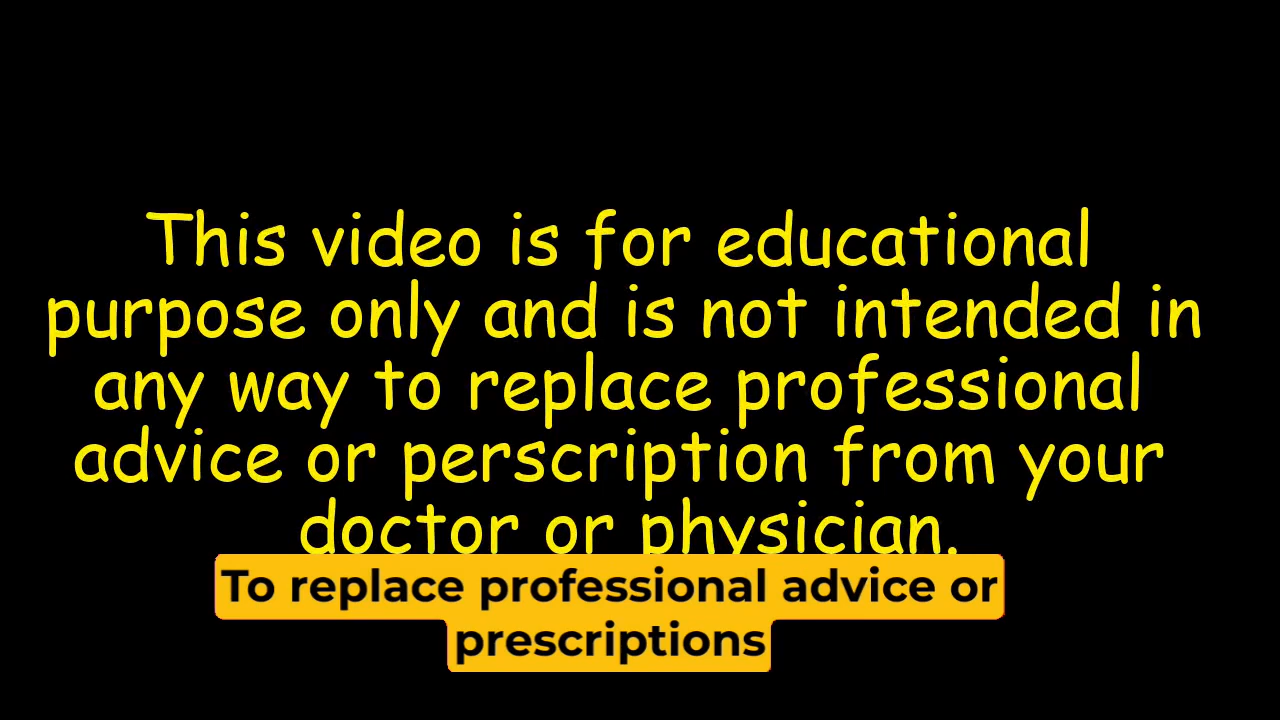 This video is for educational
purpose only and is not intended in
any way to replace professional
advice or perscription from your
doctor or physician.
To replace professional advice or
prescriptions